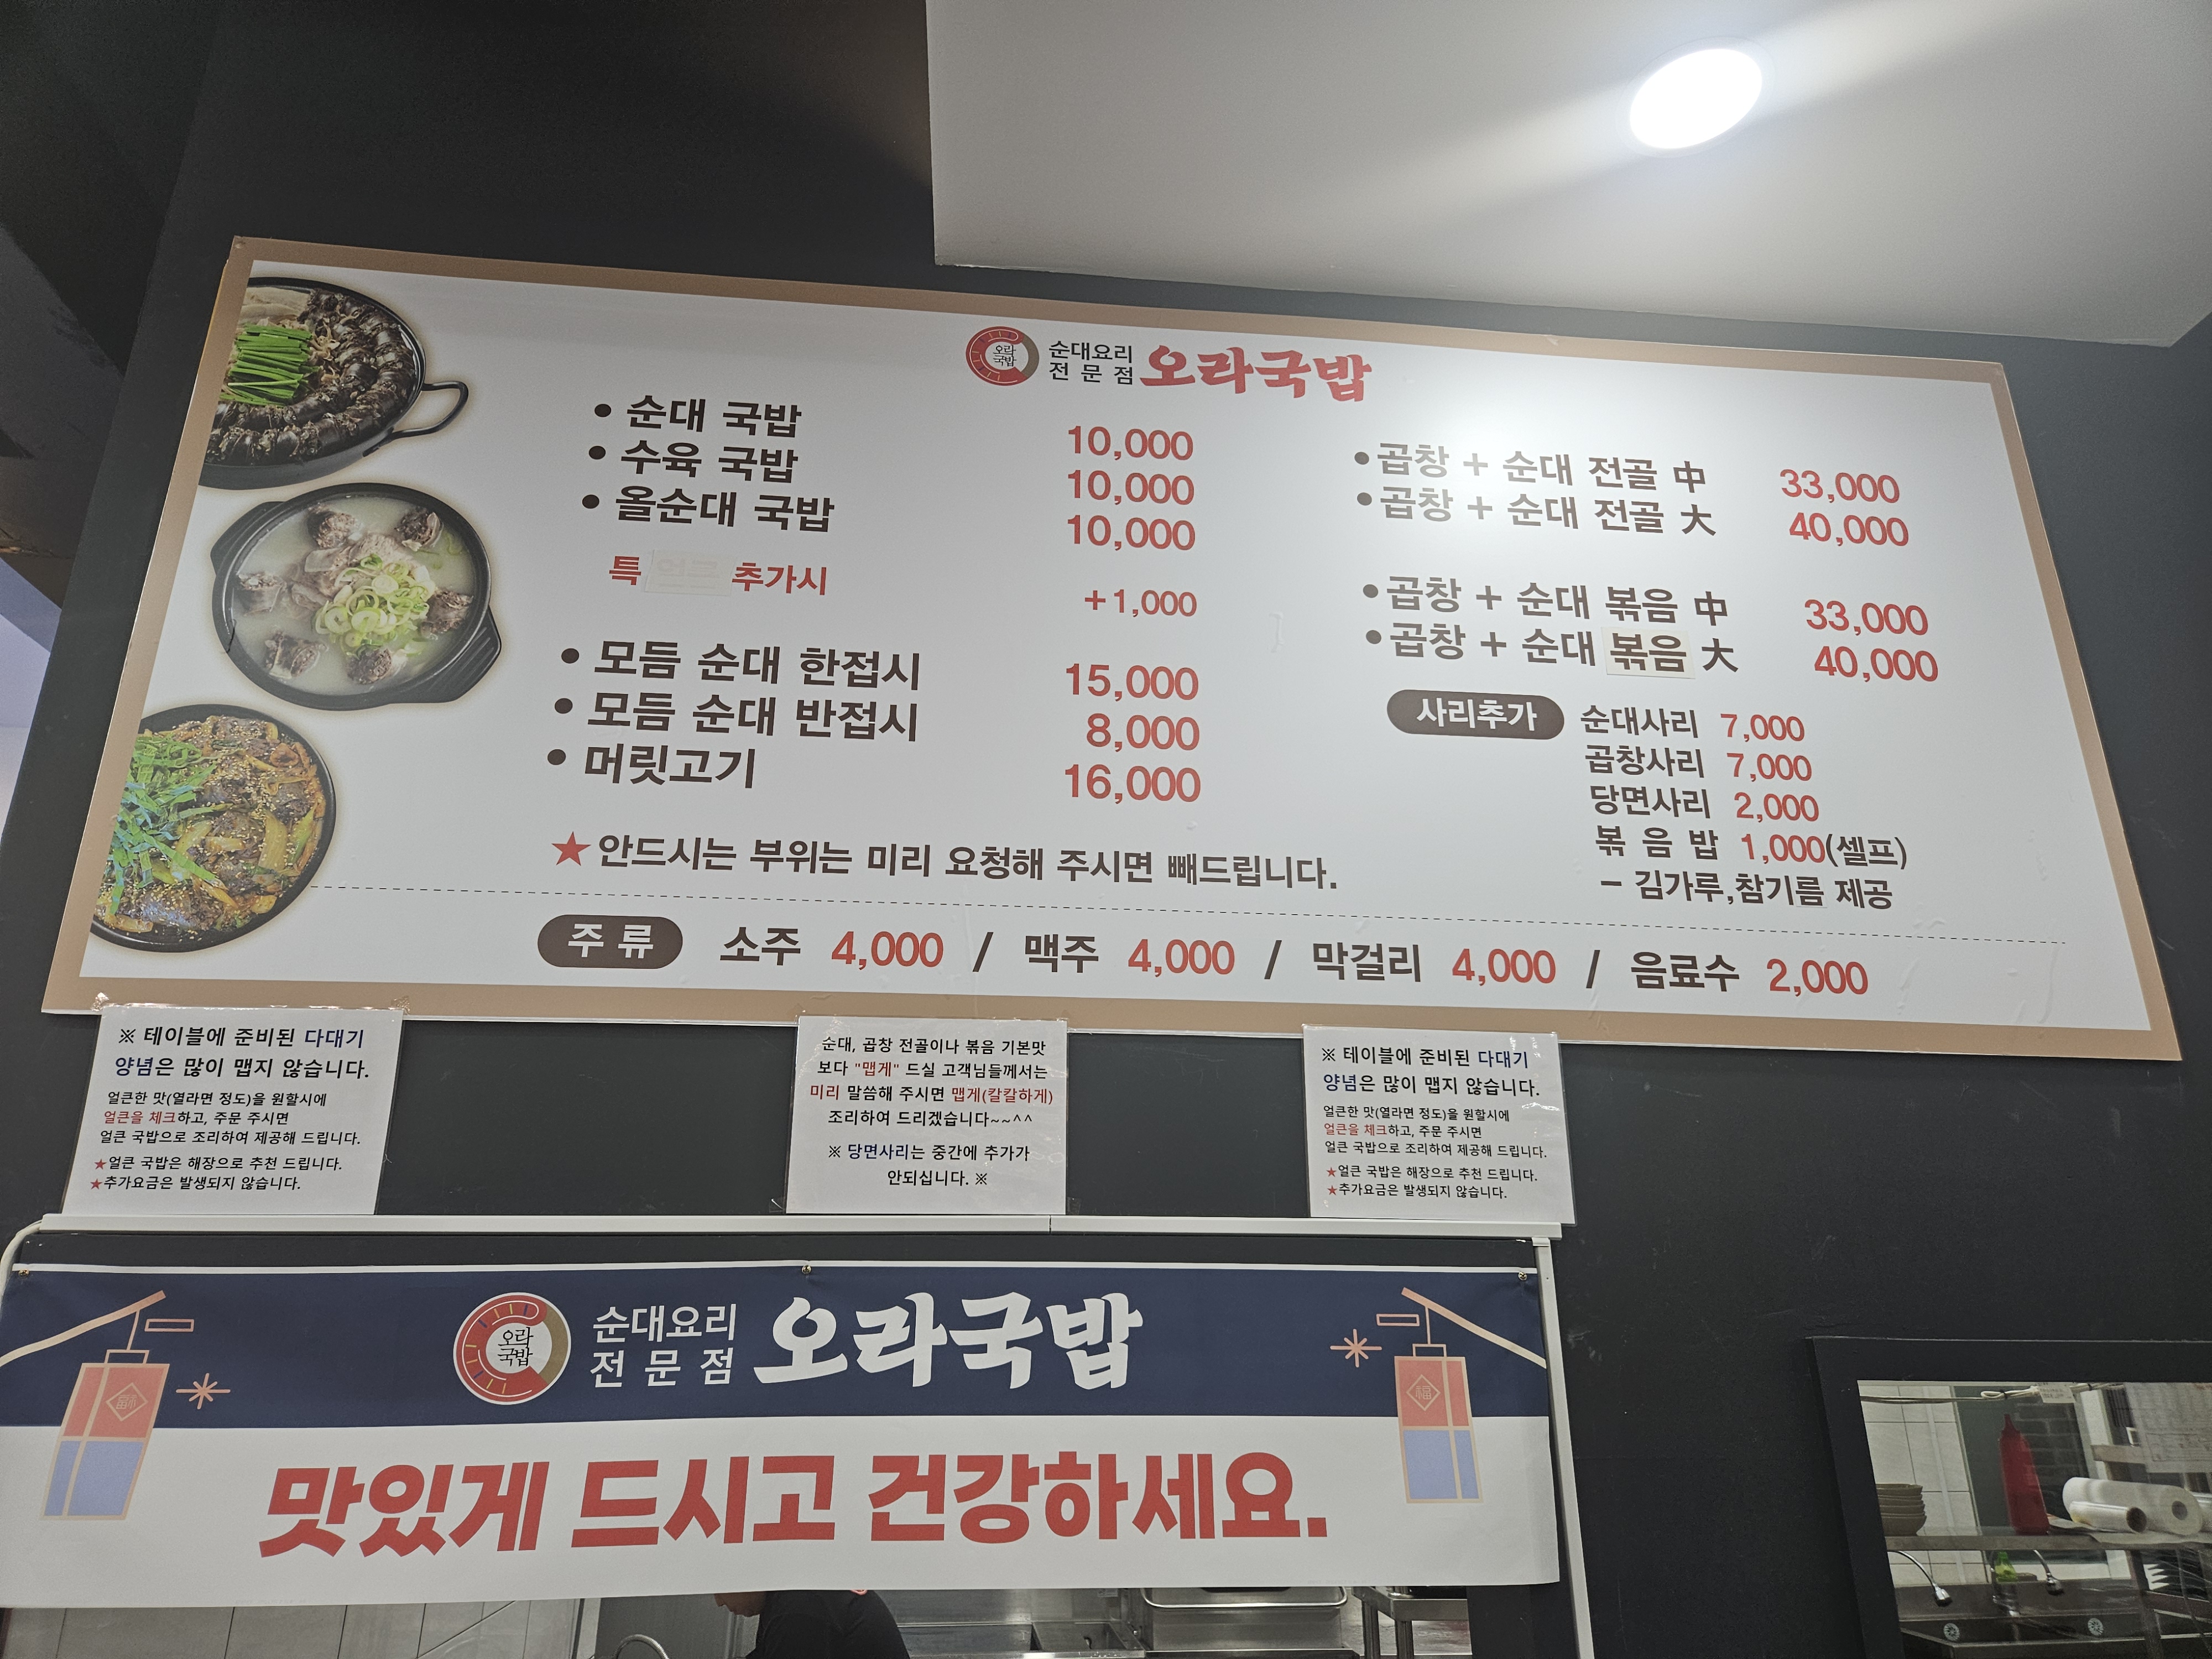 오라
국밥
순대요리
전문점
오라국밥
• 순대 국밥 10,000
• 수육 국밥 10,000
• 올순대 국밥 10,000
특 추가시 +1,000
• 모듬 순대 한접시 15,000
• 모듬 순대 반접시 8,000
• 머릿고기 16,000
★안드시는 부위는 미리 요청해 주시면 빼드립니다.
• 곱창 + 순대 전골 中 33,000
• 곱창 + 순대 전골 大 40,000
• 곱창 + 순대 볶음 中 33,000
• 곱창 + 순대 볶음 大 40,000
사리추가 순대사리 7,000
곱창사리 7,000
당면사리 2,000
볶음밥 1,000(셀프)
- 김가루,참기름 제공
주류 소주 4,000 / 맥주 4,000 / 막걸리 4,000 / 음료수 2,000
※ 테이블에 준비된 다대기
양념은 많이 맵지 않습니다.
얼큰한 맛(열라면 정도)을 원할시에
얼큰을 체크하고, 주문 주시면
얼큰 국밥으로 조리하여 제공해 드립니다.
★얼큰 국밥은 해장으로 추천 드립니다.
★추가요금은 발생되지 않습니다.
순대, 곱창 전골이나 볶음 기본맛
보다 "맵게" 드실 고객님들께서는
미리 말씀해 주시면 맵게(칼칼하게)
조리하여 드리겠습니다~~^^
※ 당면사리는 중간에 추가가
안되십니다. ※
※ 테이블에 준비된 다대기
양념은 많이 맵지 않습니다.
얼큰한 맛(열라면 정도)을 원할시에
얼큰을 체크하고, 주문 주시면
얼큰 국밥으로 조리하여 제공해 드립니다.
★얼큰 국밥은 해장으로 추천 드립니다.
★추가요금은 발생되지 않습니다.
오라
국밥
순대요리
전문점
오라국밥
福
福
맛있게 드시고 건강하세요.